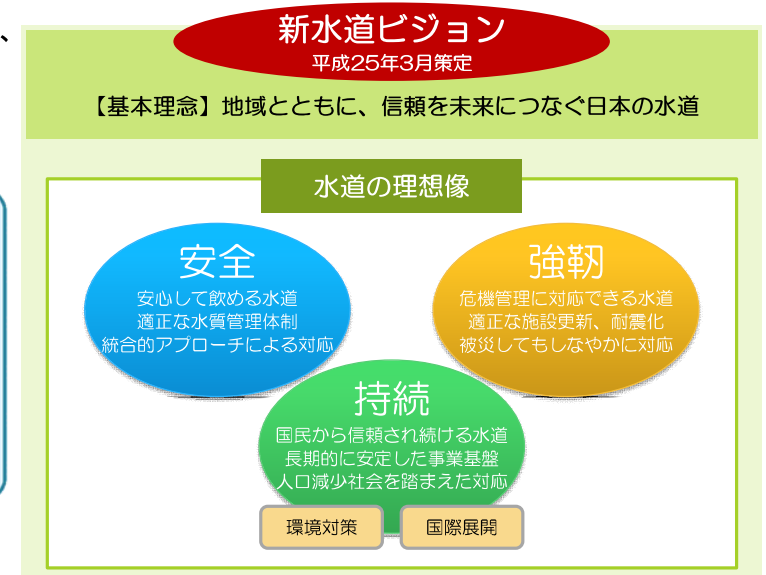 、
新水道ビジョン
平成25年3月策定
【基本理念】地域とともに、信頼を未来につなぐ日本の水道
水道の理想像
安全
安心して飲める水道
適正な水質管理体制
統合的アプローチによる対応
強靭
危機管理に対応できる水道
適正な施設更新、耐震化
被災してもしなやかに対応
持続
国民から信頼され続ける水道
長期的に安定した事業基盤
人口減少社会を踏まえた対応
環境対策
国際展開